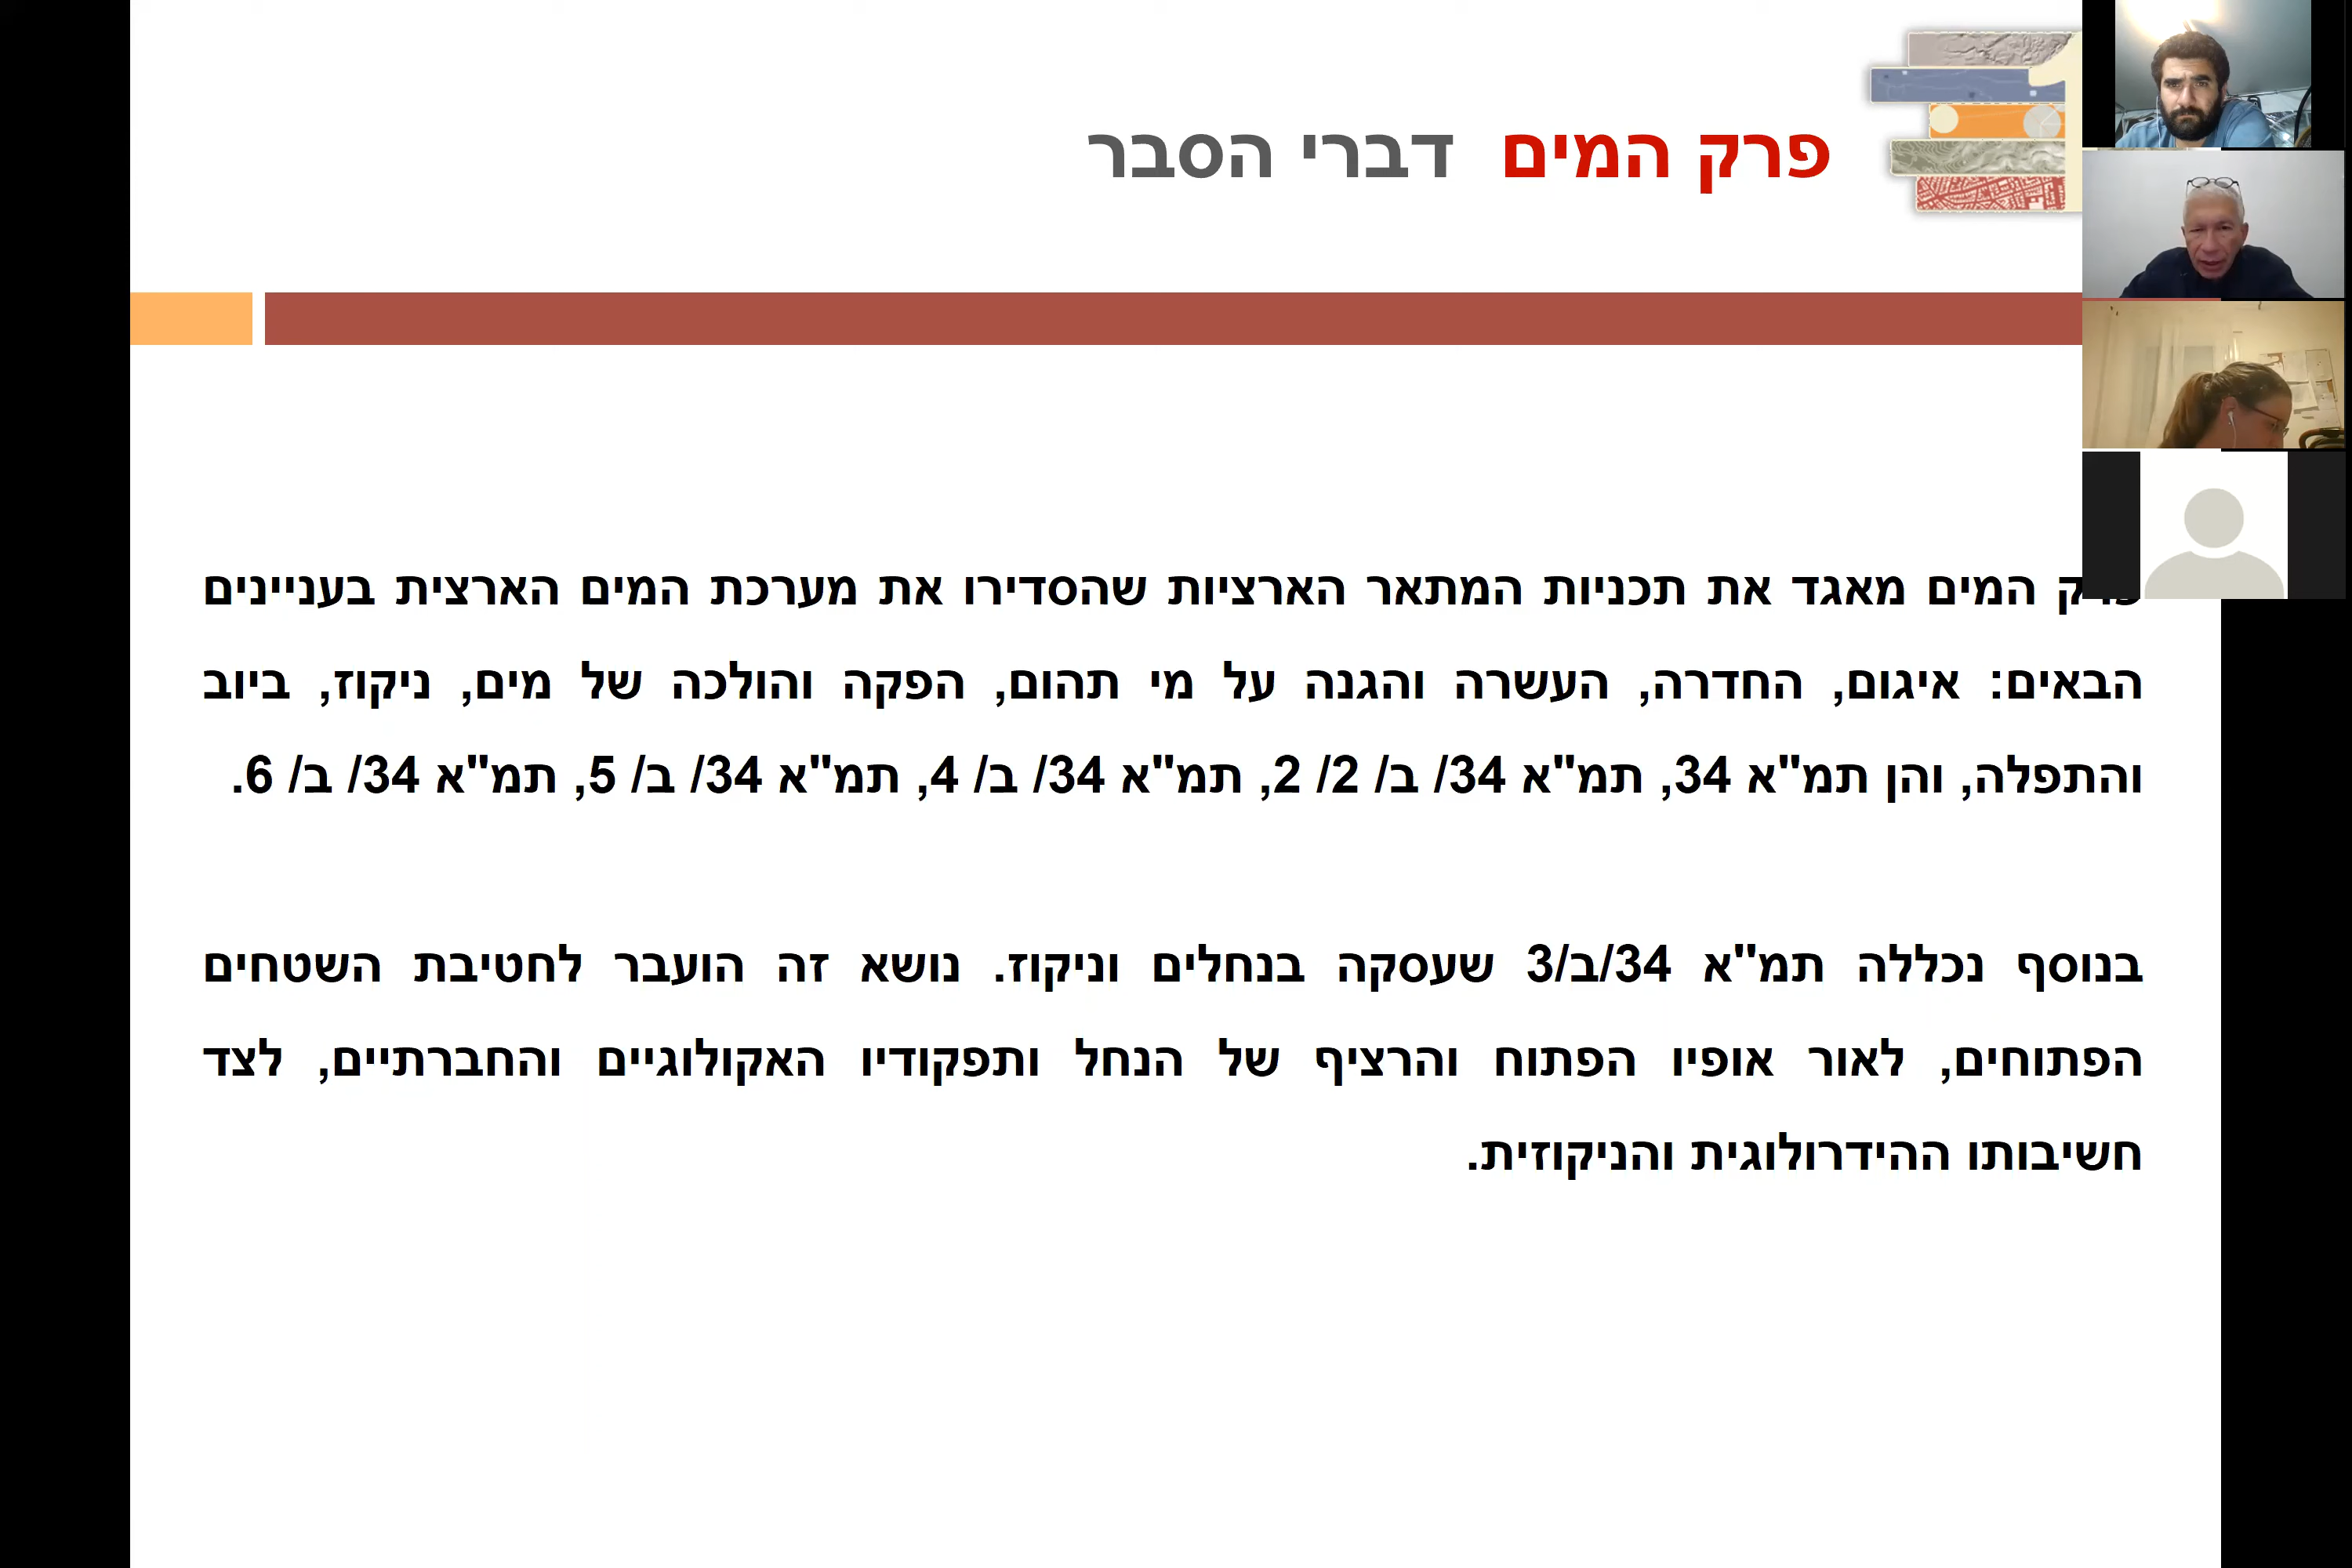 פרק המים דברי הסבר
פרק המים מאגד את תכניות המתאר הארציות שהסדירו את מערכת המים הארצית בעניינים
הבאים: איגום, החדרה, העשרה והגנה על מי תהום, הפקה והולכה של מים, ניקוז, ביוב
והתפלה, והן תמ"א 34, תמ"א 34/ ב/ 2/ 2, תמ"א 34/ ב/ 4, תמ"א 34/ ב/ 5, תמ"א 34/ ב/ 6.
בנוסף נכללה תמ"א 34/ב/3 שעסקה בנחלים וניקוז. נושא זה הועבר לחטיבת השטחים
הפתוחים, לאור אופיו הפתוח והרציף של הנחל ותפקודיו האקולוגיים והחברתיים, לצד
חשיבותו ההידרולוגית והניקוזית.